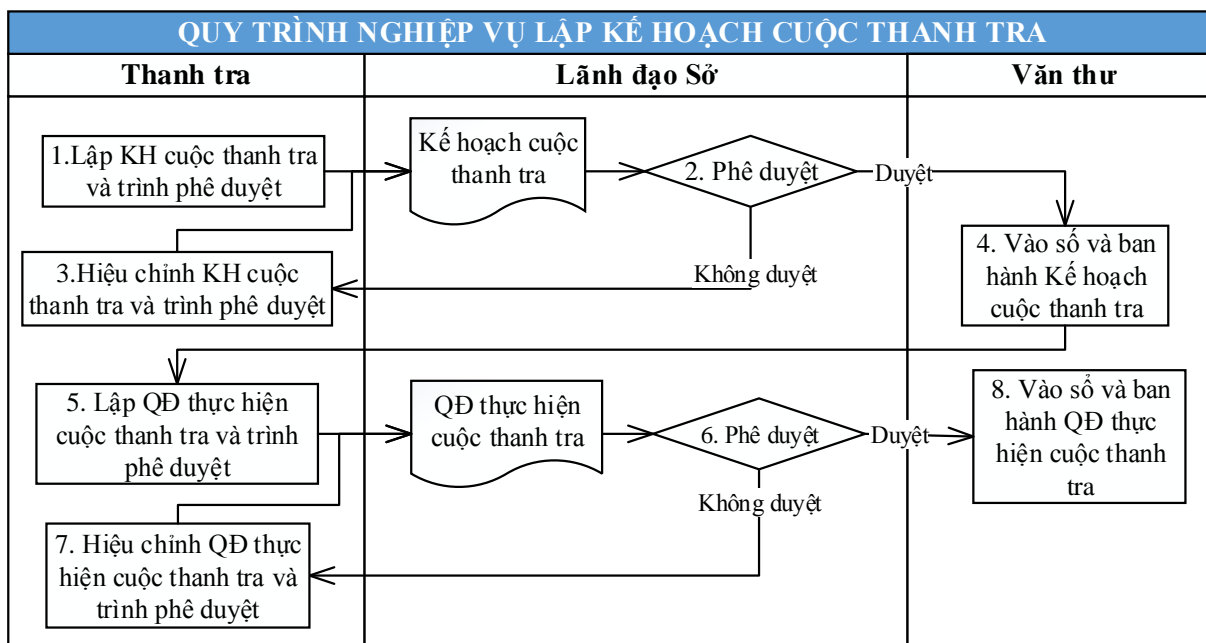 QUY TRÌNH NGHIỆP VỤ LẬP KẾ HOẠCH CUỘC THANH TRA
Thanh tra
Lãnh đạo Sở
Văn thư
1.Lập KH cuộc thanh tra
và trình phê duyệt
Kế hoạch cuộc
thanh tra
2. Phê duyệt
Duyệt
Không duyệt
3.Hiệu chỉnh KH cuộc
thanh tra và trình phê duyệt
4. Vào số và ban
hành Kế hoạch
cuộc thanh tra
5. Lập QĐ thực hiện
cuộc thanh tra và trình
phê duyệt
QĐ thực hiện
cuộc thanh tra
6. Phê duyệt
Duyệt
Không duyệt
7. Hiệu chỉnh QĐ thực
hiện cuộc thanh tra và
trình phê duyệt
8. Vào sổ và ban
hành QĐ thực
hiện cuộc thanh
tra